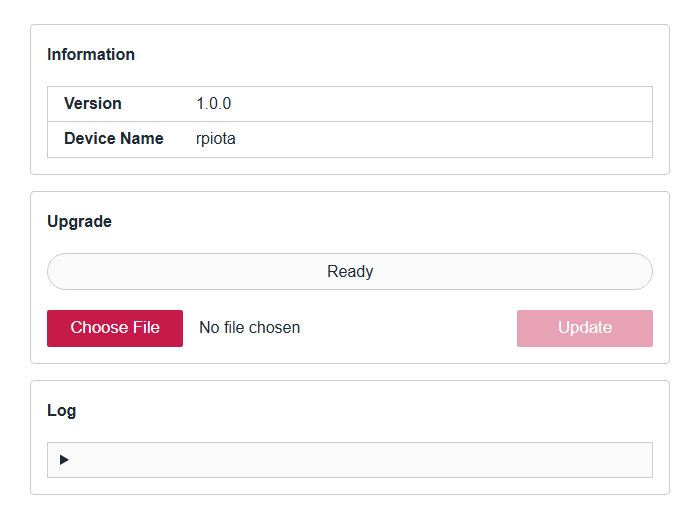 Information
Version 1.0.0
Device Name rpiota
Upgrade
Ready
Choose File No file chosen Update
Log